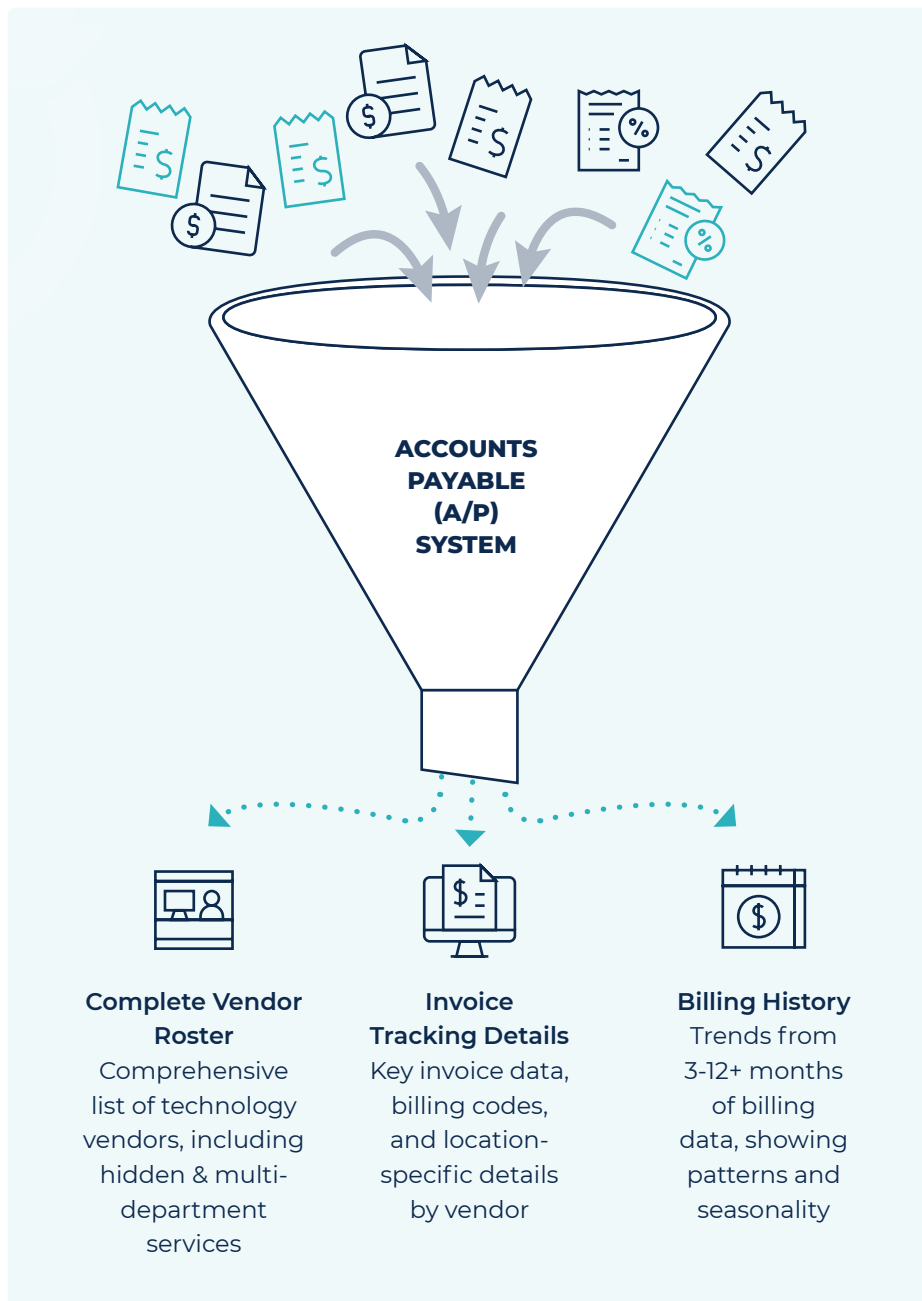 ACCOUNTS
PAYABLE
(A/P)
SYSTEM
Complete Vendor
Roster
Comprehensive
list of technology
vendors, including
hidden & multi-
department
services
Invoice
Tracking Details
Key invoice data,
billing codes,
and location-
specific details
by vendor
Billing History
Trends from
3-12+ months
of billing
data, showing
patterns and
seasonality